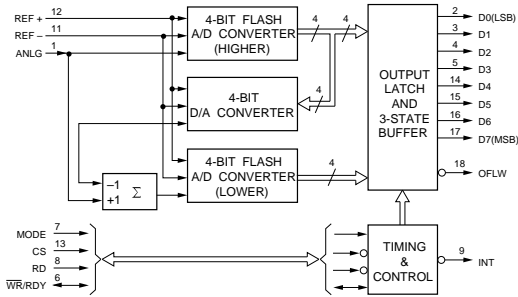 REF + 12
REF – 11
ANLG 1
4-BIT FLASH
A/D CONVERTER
(HIGHER)
4
4
4-BIT
D/A CONVERTER
4
4-BIT FLASH
A/D CONVERTER
(LOWER)
4
–1
+1
Σ
OUTPUT
LATCH
AND
3-STATE
BUFFER
2 D0(LSB)
3 D1
4 D2
5 D3
14 D4
15 D5
16 D6
17 D7(MSB)
18 OFLW
MODE 7
CS 13
RD 8
WR/RDY 6
TIMING
&
CONTROL
9 INT